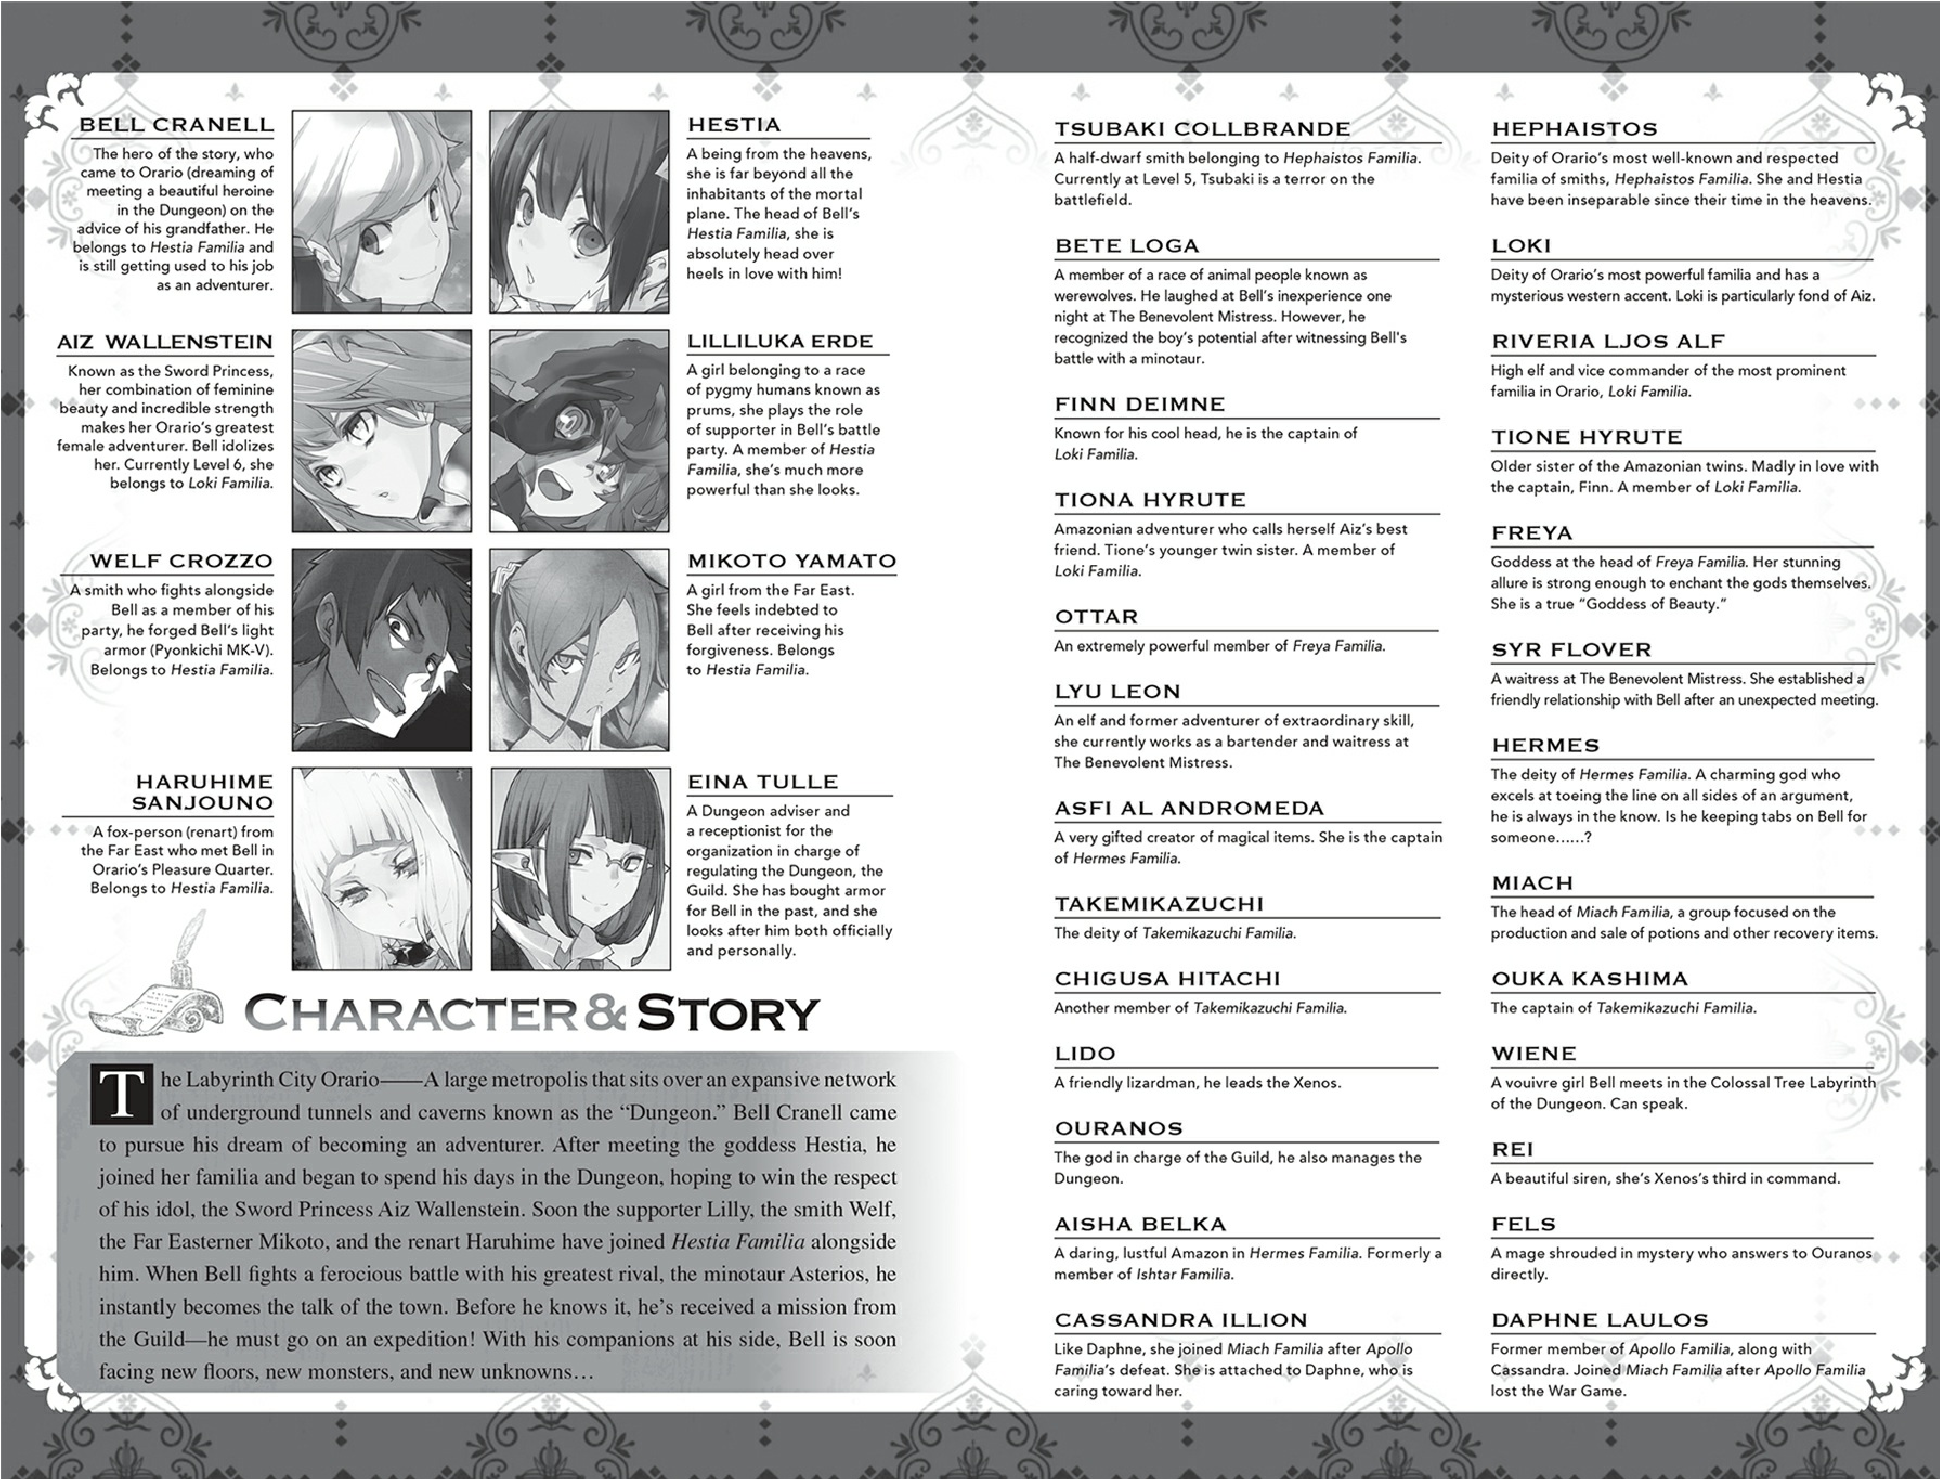 BELL CRANELL
The hero of the story, who
came to Orario (dreaming of
meeting a beautiful heroine
in the Dungeon) on the
advice of his grandfather. He
belongs to Hestia Familia and
is still getting used to his job
as an adventurer.
HESTIA
A being from the heavens,
she is far beyond all the
inhabitants of the mortal
plane. The head of Bell's
Hestia Familia, she is
absolutely head over
heels in love with him!
AIZ WALLENSTEIN
Known as the Sword Princess,
her combination of feminine
beauty and incredible strength
makes her Orario's greatest
female adventurer. Bell idolizes
her. Currently Level 6, she
belongs to Loki Familia.
LILLILUKA ERDE
A girl belonging to a race
of pygmy humans known as
prums, she plays the role
of supporter in Bell's battle
party. A member of Hestia
Familia, she's much more
powerful than she looks.
WELF CROZZO
A smith who fights alongside
Bell as a member of his
party, he forged Bell's light
armor (Pyonkichi MK-V).
Belongs to Hestia Familia.
MIKOTO YAMATO
A girl from the Far East.
She feels indebted to
Bell after receiving his
forgiveness. Belongs
to Hestia Familia.
HARUHIME
SANJOUNO
A fox-person (renart) from
the Far East who met Bell in
Orario's Pleasure Quarter.
Belongs to Hestia Familia.
EINA TULLE
A Dungeon adviser and
a receptionist for the
organization in charge of
regulating the Dungeon, the
Guild. She has bought armor
for Bell in the past, and she
looks after him both officially
and personally.
CHARACTER & STORY
The Labyrinth City Orario——A large metropolis that sits over an expansive network
of underground tunnels and caverns known as the “Dungeon.” Bell Cranell came
to pursue his dream of becoming an adventurer. After meeting the goddess Hestia, he
joined her familia and began to spend his days in the Dungeon, hoping to win the respect
of his idol, the Sword Princess Aiz Wallenstein. Soon the supporter Lilly, the smith Welf,
the Far Easterner Mikoto, and the renart Haruhime have joined Hestia Familia alongside
him. When Bell fights a ferocious battle with his greatest rival, the minotaur Asterios, he
instantly becomes the talk of the town. Before he knows it, he's received a mission from
the Guild—he must go on an expedition! With his companions at his side, Bell is soon
facing new floors, new monsters, and new unknowns…
TSUBAKI COLLBRANDE
A half-dwarf smith belonging to Hephaistos Familia.
Currently at Level 5, Tsubaki is a terror on the
battlefield.
BETE LOGA
A member of a race of animal people known as
werewolves. He laughed at Bell's inexperience one
night at The Benevolent Mistress. However, he
recognized the boy's potential after witnessing Bell's
battle with a minotaur.
FINN DEIMNE
Known for his cool head, he is the captain of
Loki Familia.
TIONA HYRUTE
Amazonian adventurer who calls herself Aiz's best
friend. Tione's younger twin sister. A member of
Loki Familia.
OTTAR
An extremely powerful member of Freya Familia.
LYU LEON
An elf and former adventurer of extraordinary skill,
she currently works as a bartender and waitress at
The Benevolent Mistress.
ASFI AL ANDROMEDA
A very gifted creator of magical items. She is the captain
of Hermes Familia.
TAKEMIKAZUCHI
The deity of Takemikazuchi Familia.
CHIGUSA HITACHI
Another member of Takemikazuchi Familia.
LIDO
A friendly lizardman, he leads the Xenos.
OURANOS
The god in charge of the Guild, he also manages the
Dungeon.
AISHA BELKA
A daring, lustful Amazon in Hermes Familia. Formerly a
member of Ishtar Familia.
CASSANDRA ILLION
Like Daphne, she joined Miach Familia after Apollo
Familia's defeat. She is attached to Daphne, who is
caring toward her.
HEPHAISTOS
Deity of Orario's most well-known and respected
familia of smiths, Hephaistos Familia. She and Hestia
have been inseparable since their time in the heavens.
LOKI
Deity of Orario's most powerful familia and has a
mysterious western accent. Loki is particularly fond of Aiz.
RIVERIA LJOS ALF
High elf and vice commander of the most prominent
familia in Orario, Loki Familia.
TIONE HYRUTE
Older sister of the Amazonian twins. Madly in love with
the captain, Finn. A member of Loki Familia.
FREYA
Goddess at the head of Freya Familia. Her stunning
allure is strong enough to enchant the gods themselves.
She is a true “Goddess of Beauty.”
SYR FLOVER
A waitress at The Benevolent Mistress. She established a
friendly relationship with Bell after an unexpected meeting.
HERMES
The deity of Hermes Familia. A charming god who
excels at toeing the line on all sides of an argument,
he is always in the know. Is he keeping tabs on Bell for
someone……?
MIACH
The head of Miach Familia, a group focused on the
production and sale of potions and other recovery items.
OUKA KASHIMA
The captain of Takemikazuchi Familia.
WIENE
A vouivre girl Bell meets in the Colossal Tree Labyrinth
of the Dungeon. Can speak.
REI
A beautiful siren, she's Xenos's third in command.
FELS
A mage shrouded in mystery who answers to Ouranos
directly.
DAPHNE LAULOS
Former member of Apollo Familia, along with
Cassandra. Joined Miach Familia after Apollo Familia
lost the War Game.